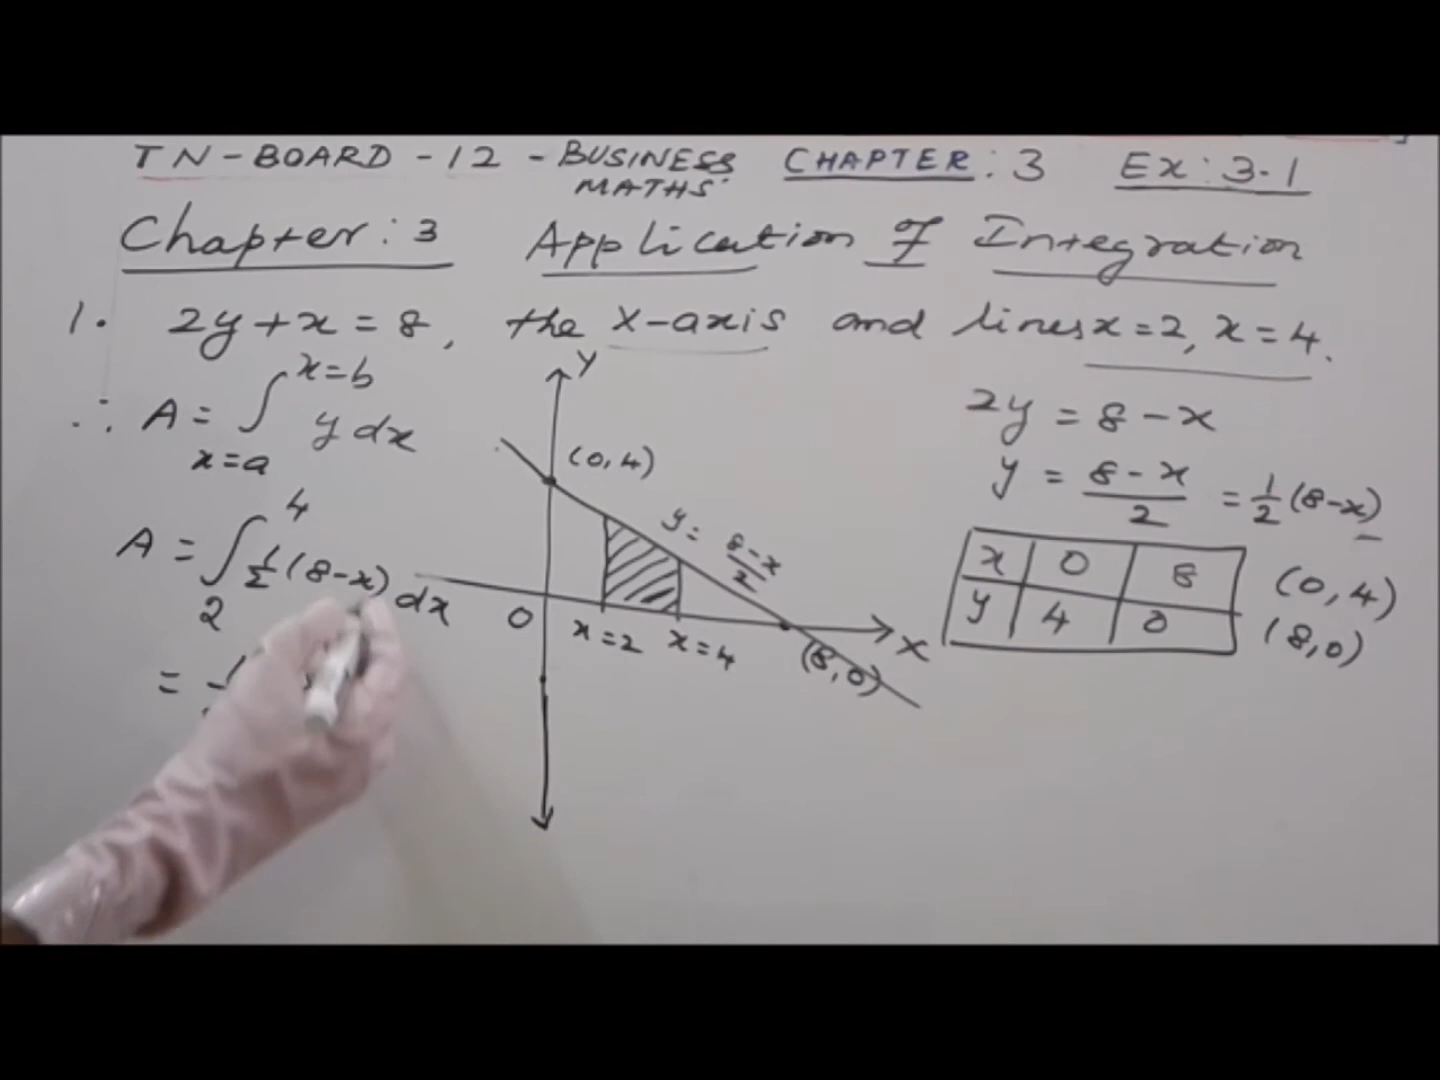 TN-BOARD-12-BUSINESS MATHS CHAPTER: 3 Ex: 3.1
Chapter: 3 Application of Integration
1. 2y+x=8, the X-axis and lines x=2, x=4.
∴ A = ∫ x=b x=a y dx
A = ∫ 4 2 1/2 (8-x) dx
=
Y
(0,4)
y = 8-x/2
0
x=2
x=4
(8,0)
X
2y = 8-x
y = 8-x/2 = 1/2 (8-x)
x 0 8
y 4 0
(0,4)
(8,0)